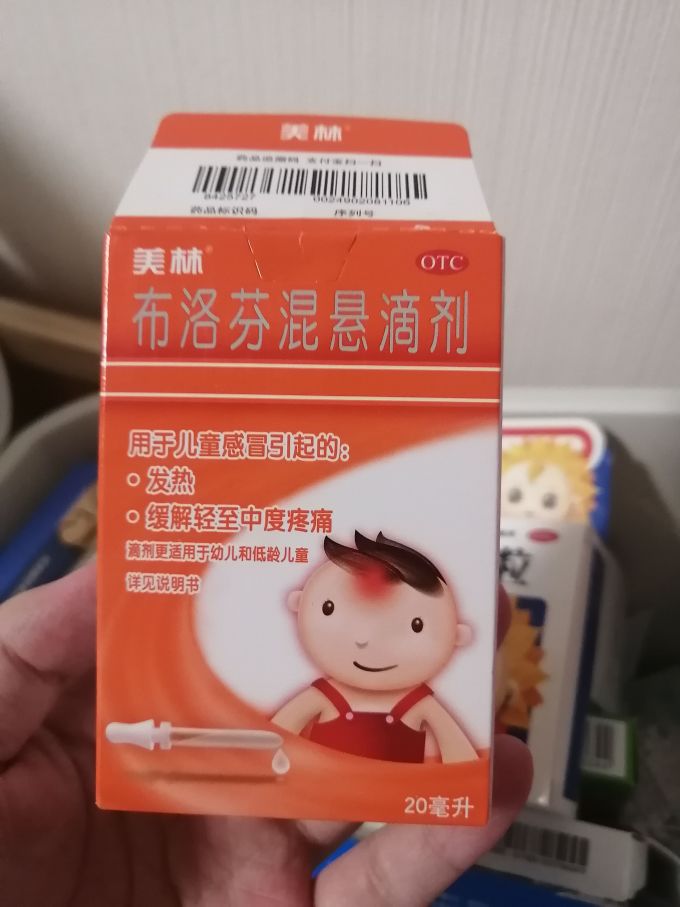 美林
药品追溯码 支付宝扫一扫
8425727 0024902081106
药品标识码 序列号
美林®
OTC
布洛芬混悬滴剂
用于儿童感冒引起的:
• 发热
• 缓解轻至中度疼痛
滴剂更适用于幼儿和低龄儿童
详见说明书
20毫升
粒